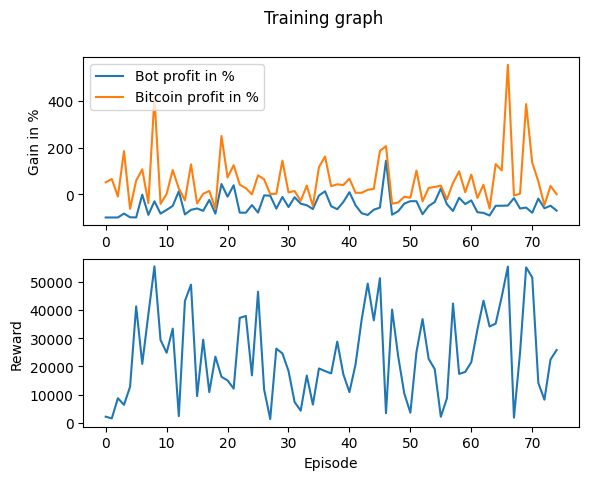 Training graph
Gain in %
Bot profit in %
Bitcoin profit in %
400
200
0
0 10 20 30 40 50 60 70
Reward
50000
40000
30000
20000
10000
0
0 10 20 30 40 50 60 70
Episode